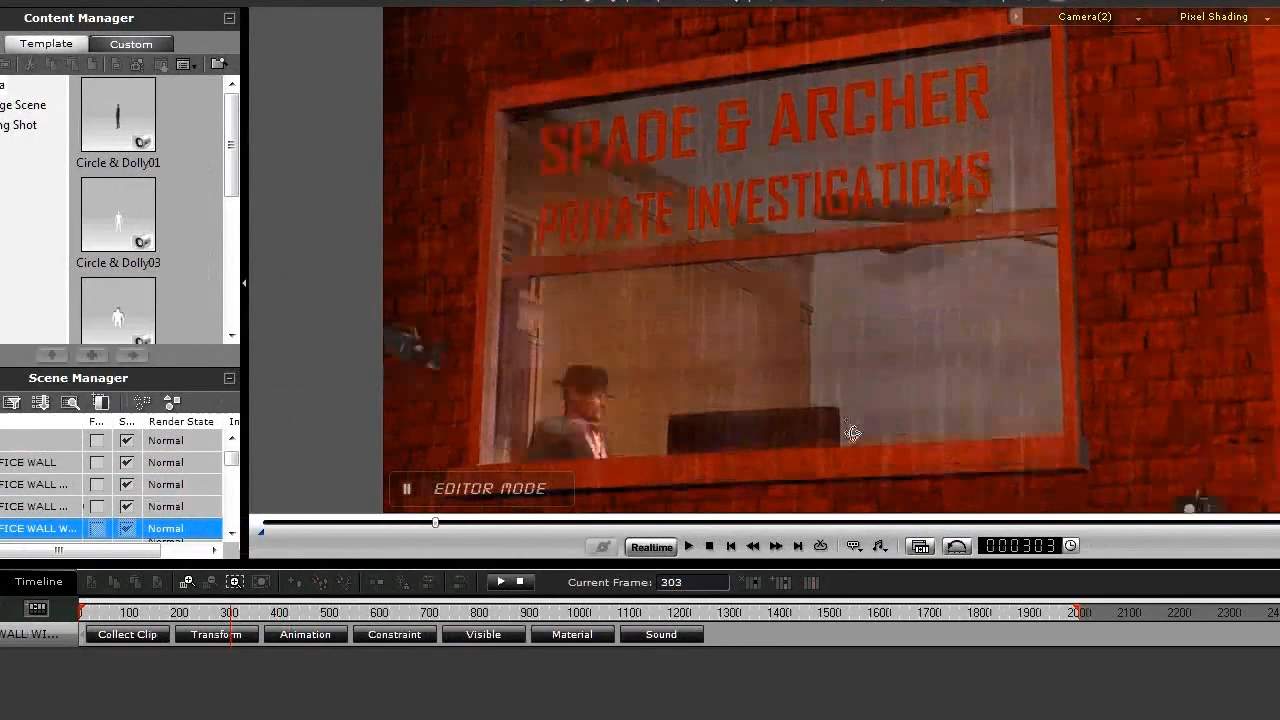 Content Manager
Camera(2)
Pixel Shading
Template
Custom
a
ge Scene
ng Shot
Circle & Dolly01
Circle & Dolly03
SPADE & ARCHER
PRIVATE INVESTIGATIONS
Scene Manager
F...
S...
Render State
In
Normal
FICE WALL
Normal
FICE WALL ...
Normal
FICE WALL ...
Normal
FICE WALL W...
Normal
EDITOR MODE
Realtime
000303
Timeline
Current Frame:
303
100 200 300 400 500 600 700 800 900 1000 1100 1200 1300 1400 1500 1600 1700 1800 1900 2000 2100 2200 2300 24
WALL WI...
Collect Clip
Transform
Animation
Constraint
Visible
Material
Sound